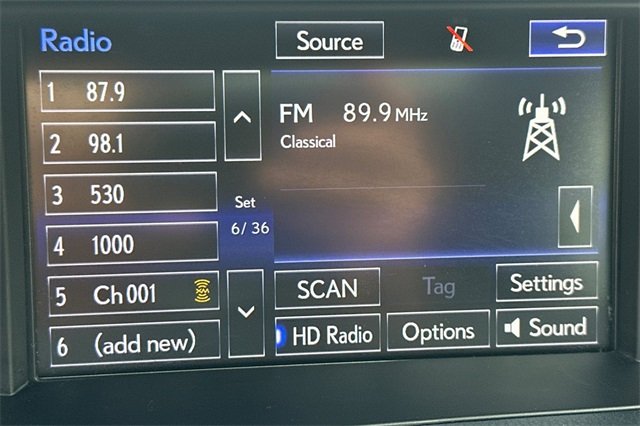 Radio
Source
1 87.9
2 98.1
3 530
4 1000
5 Ch 001 XM
6 (add new)
Set
6/ 36
FM 89.9 MHz
Classical
SCAN
Tag
Settings
HD Radio
Options
Sound